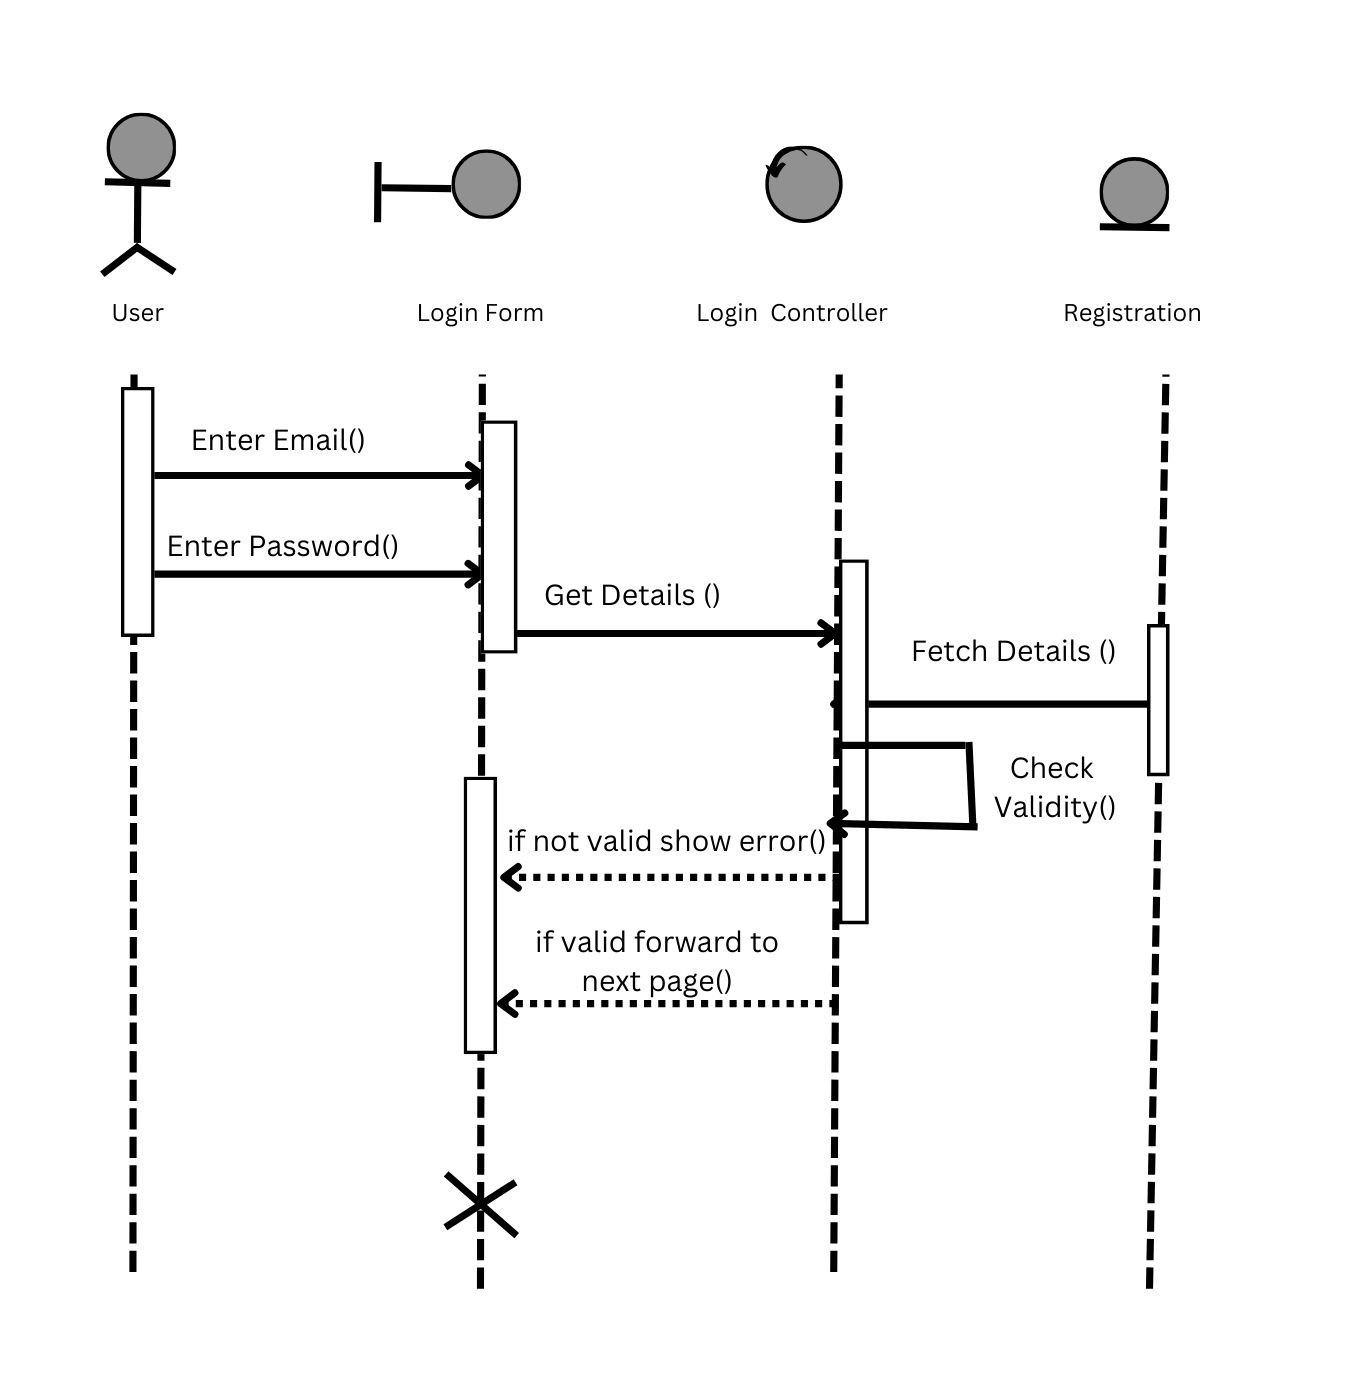 User
Login Form
Login  Controller
Registration
Enter Email()
Enter Password()
Get Details ()
Fetch Details ()
Check
Validity()
if not valid show error()
if valid forward to
next page()